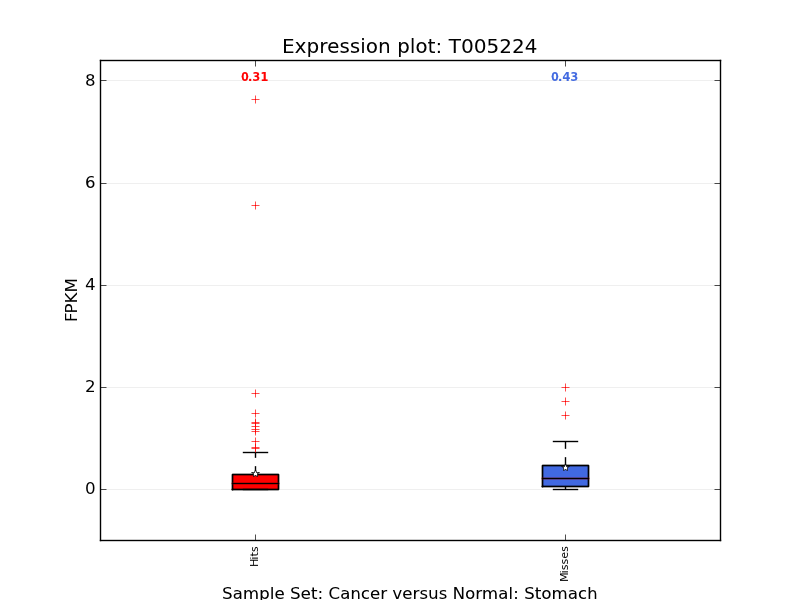 Expression plot: T005224
0.31
0.43
8
6
4
2
0
FPKM
Hits
Misses
Sample Set: Cancer versus Normal: Stomach